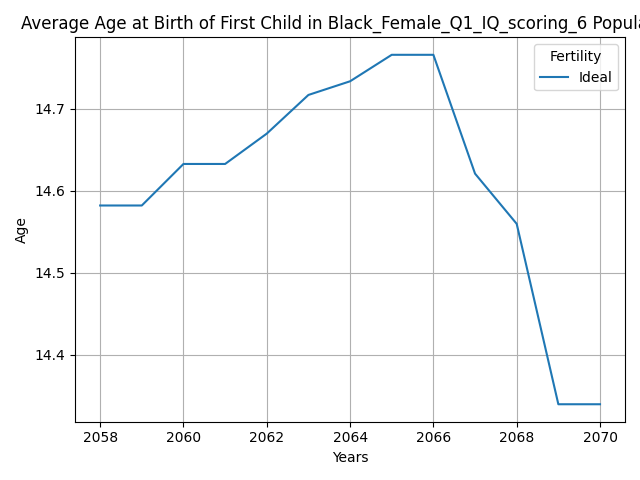 Average Age at Birth of First Child in Black_Female_Q1_IQ_scoring_6 Popula
Fertility
Ideal
14.7
14.6
14.5
14.4
Age
2058 2060 2062 2064 2066 2068 2070
Years